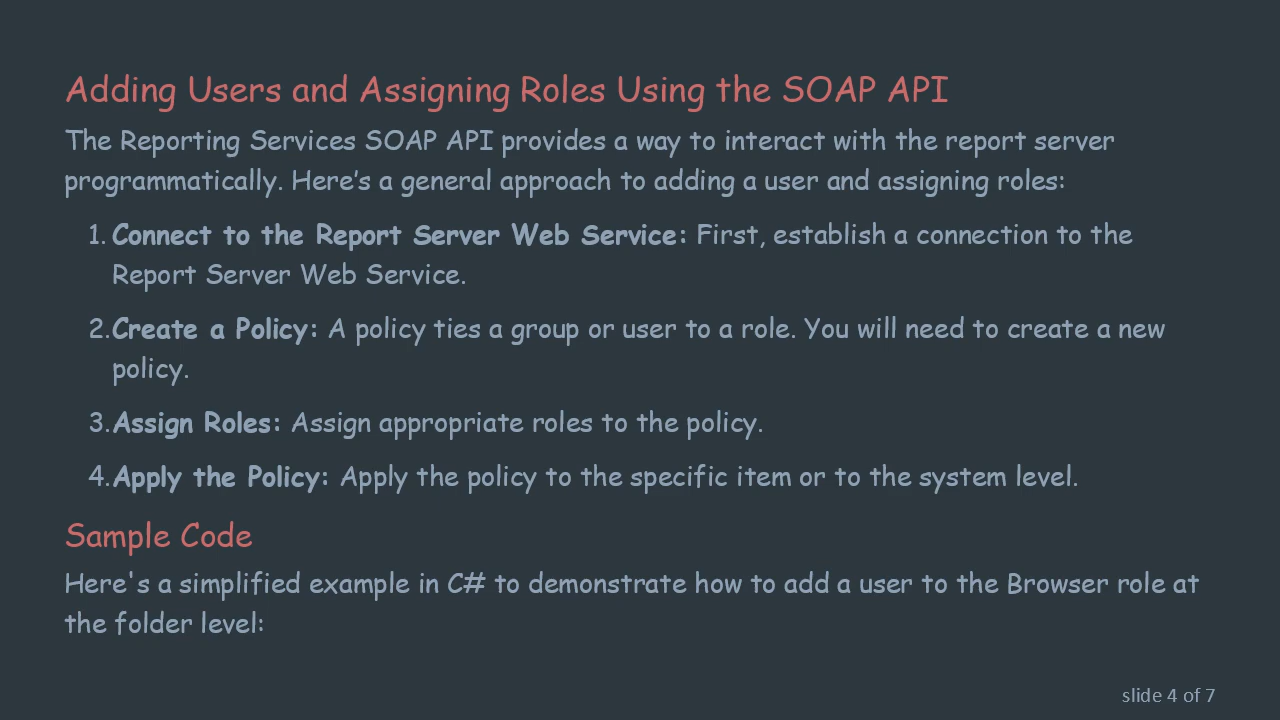 Adding Users and Assigning Roles Using the SOAP API
The Reporting Services SOAP API provides a way to interact with the report server
programmatically. Here’s a general approach to adding a user and assigning roles:
1. Connect to the Report Server Web Service: First, establish a connection to the
Report Server Web Service.
2. Create a Policy: A policy ties a group or user to a role. You will need to create a new
policy.
3. Assign Roles: Assign appropriate roles to the policy.
4. Apply the Policy: Apply the policy to the specific item or to the system level.
Sample Code
Here's a simplified example in C# to demonstrate how to add a user to the Browser role at
the folder level:
slide 4 of 7